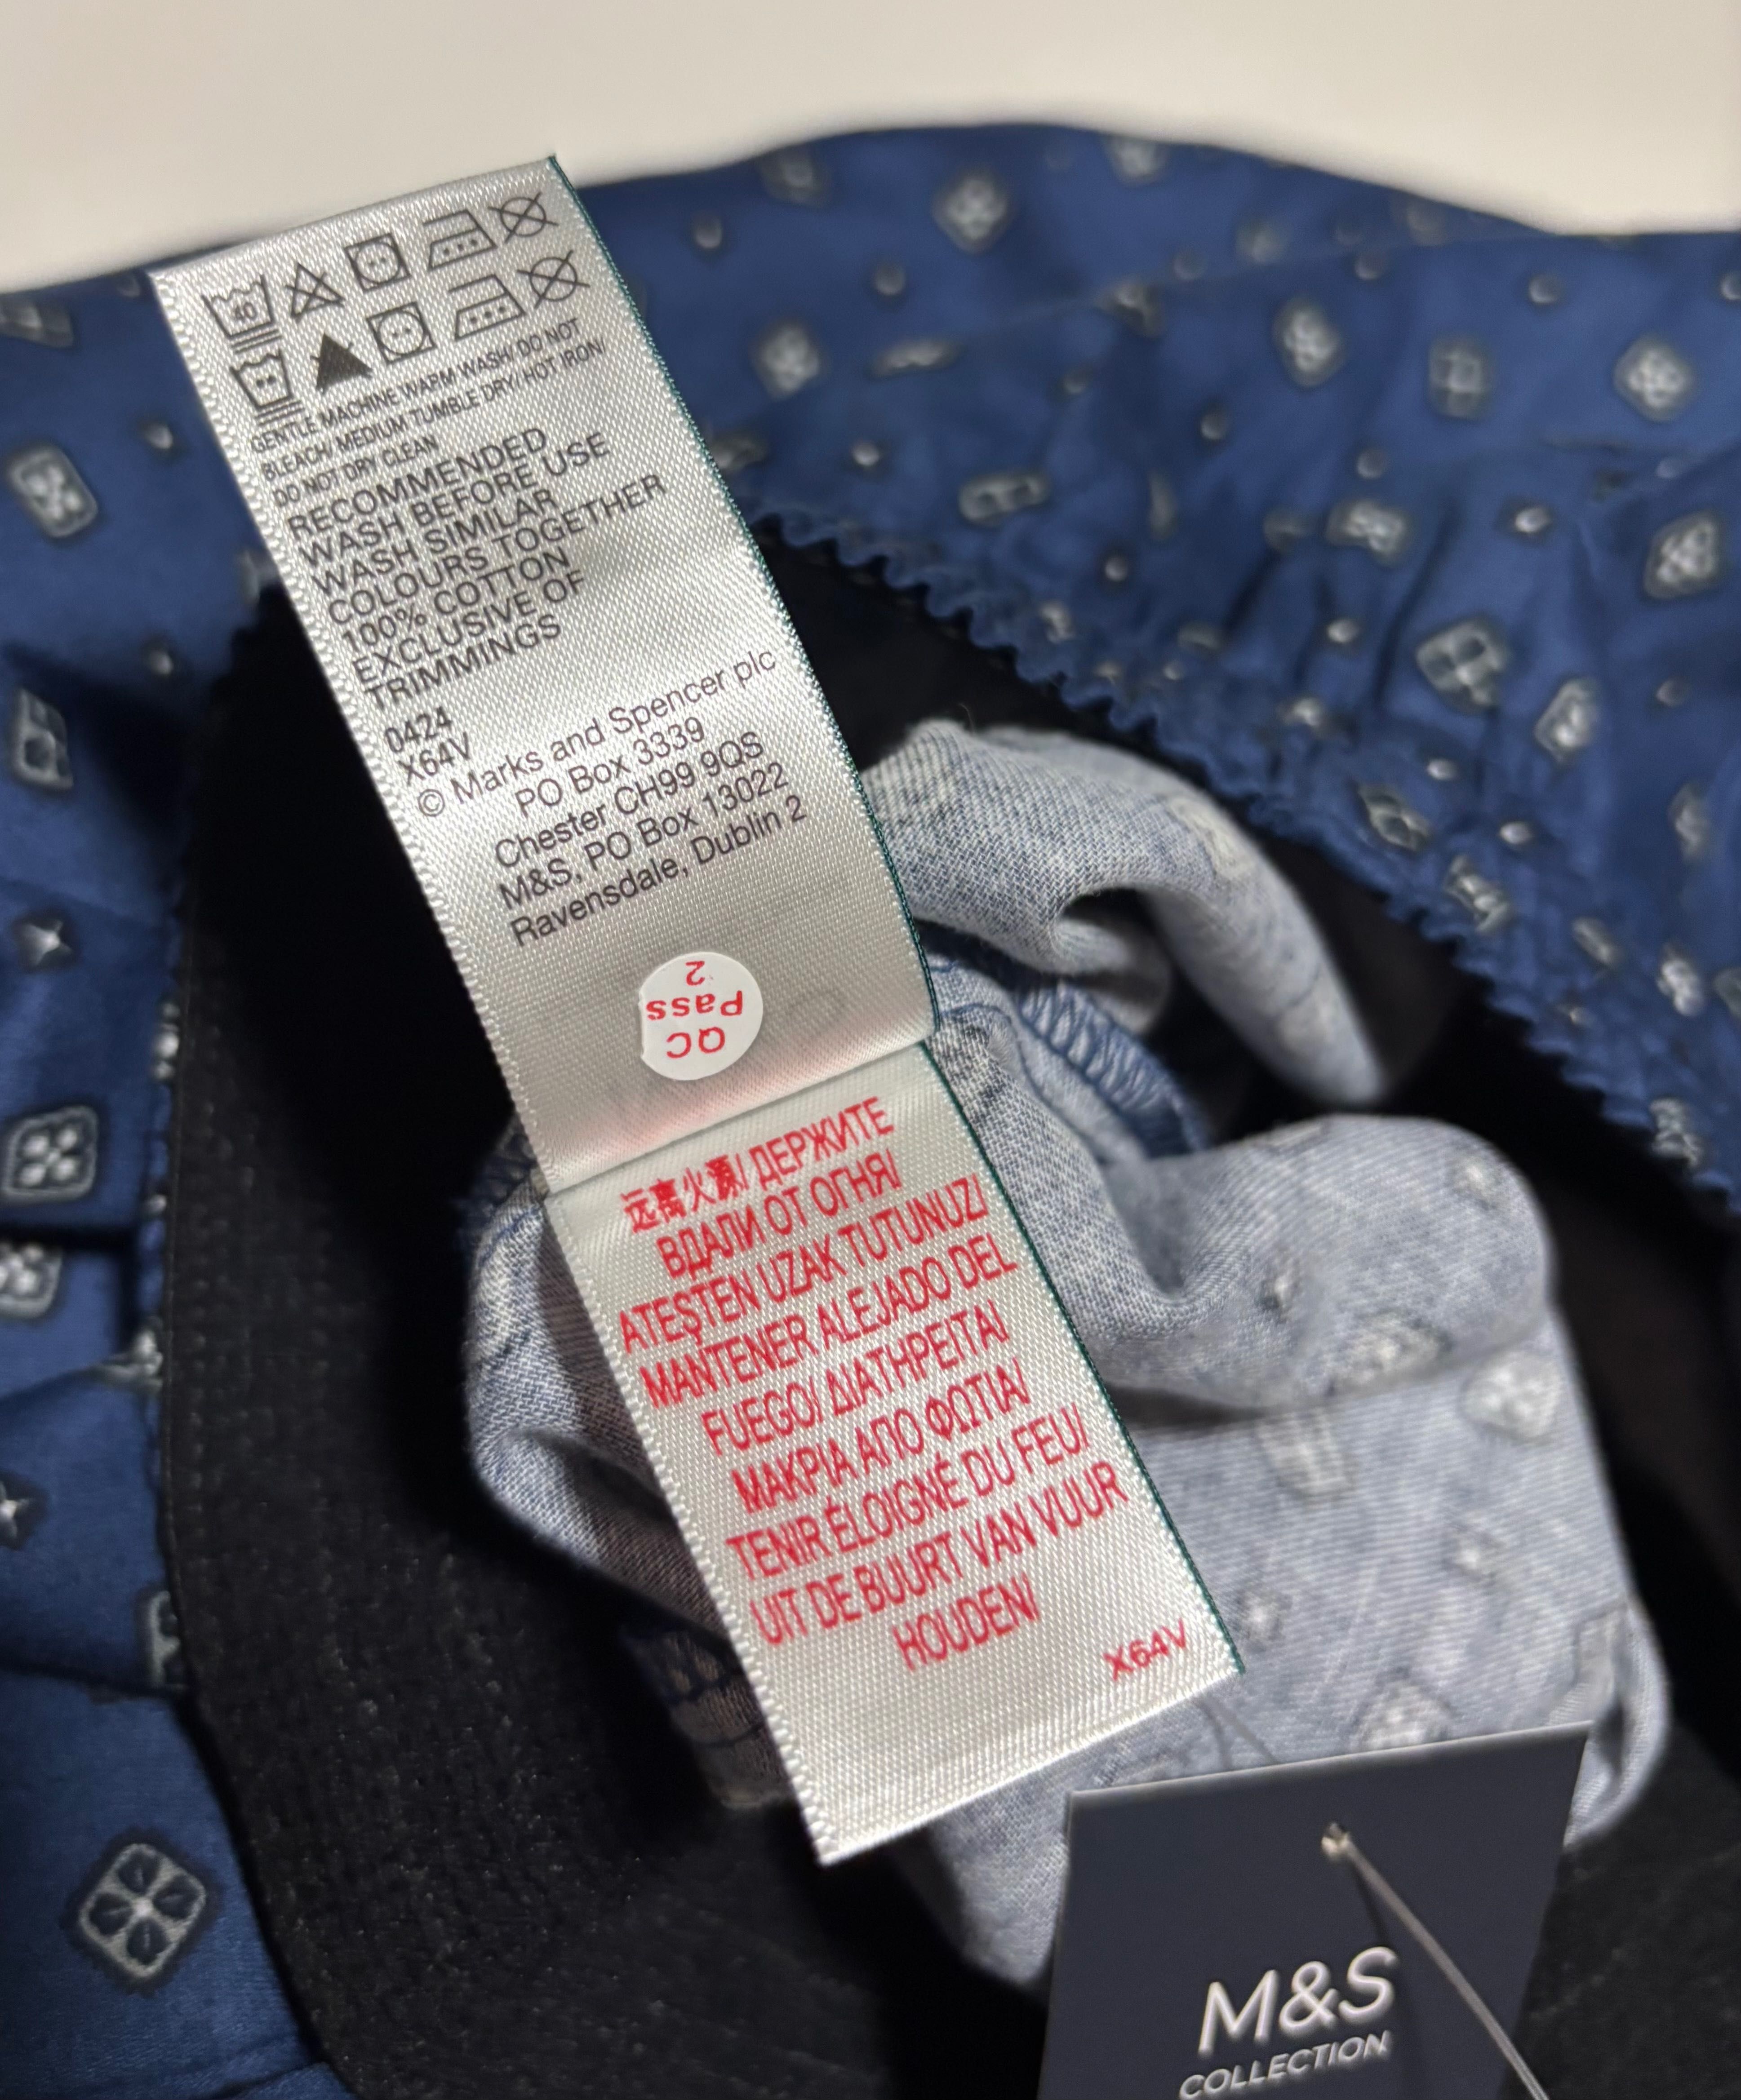 40
GENTLE MACHINE WARM WASH/ DO NOT
BLEACH/ MEDIUM TUMBLE DRY/ HOT IRON/
DO NOT DRY CLEAN
RECOMMENDED
WASH BEFORE USE
WASH SIMILAR
COLOURS TOGETHER
100% COTTON
EXCLUSIVE OF
TRIMMINGS
0424
X64V
© Marks and Spencer plc
PO Box 3339
Chester CH99 9QS
M&S, PO Box 13022
Ravensdale, Dublin 2
QC
Pass
2
远离火源/ ДЕРЖИТЕ
ВДАЛИ ОТ ОГНЯ/
ATEŞTEN UZAK TUTUNUZ/
MANTENER ALEJADO DEL
FUEGO/ ΔΙΑΤΗΡΕΙΤΑΙ
ΜΑΚΡΙΑ ΑΠΟ ΦΩΤΙΑ/
TENIR ÉLOIGNÉ DU FEU/
UIT DE BUURT VAN VUUR
HOUDEN/
X64V
M&S
COLLECTION